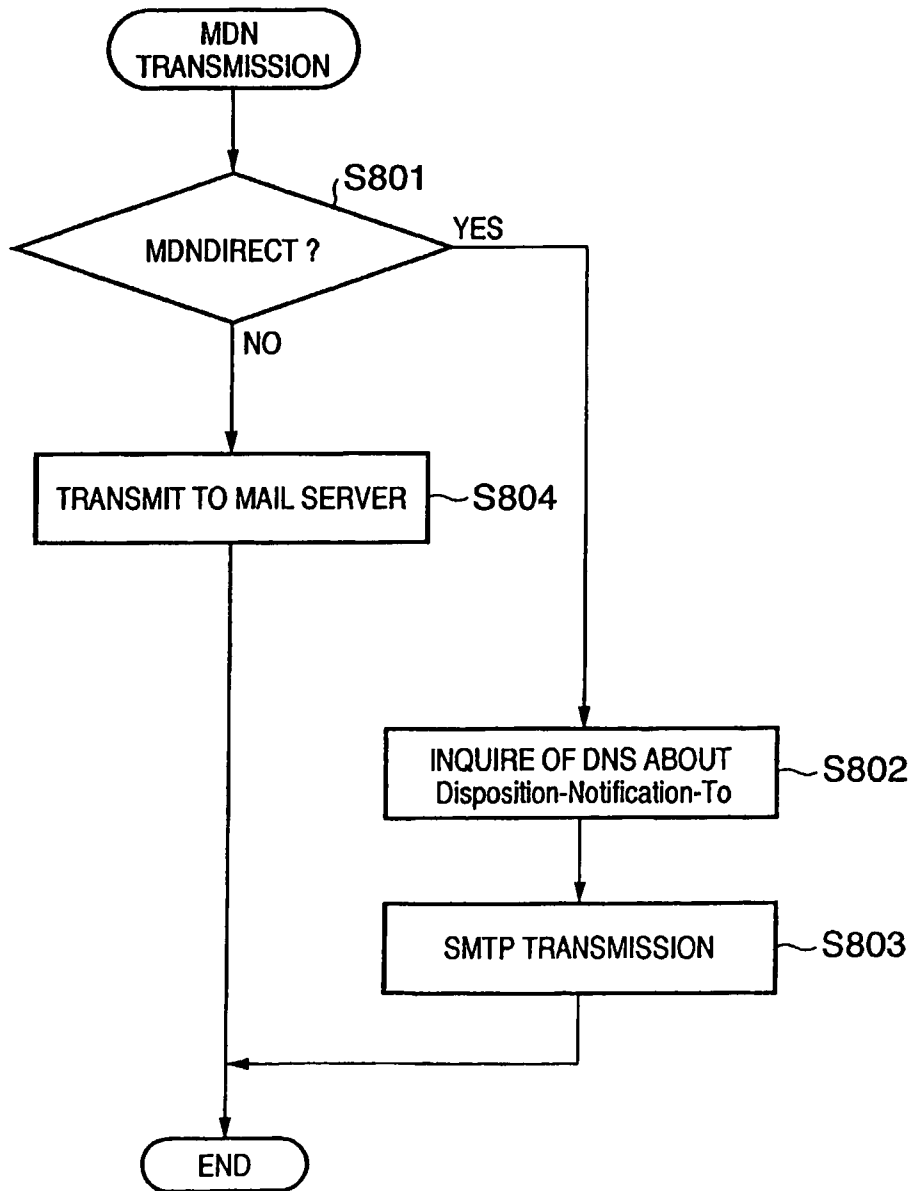 MDN
TRANSMISSION
S801
MDNDIRECT ?
YES
NO
TRANSMIT TO MAIL SERVER
S804
INQUIRE OF DNS ABOUT
Disposition-Notification-To
S802
SMTP TRANSMISSION
S803
END